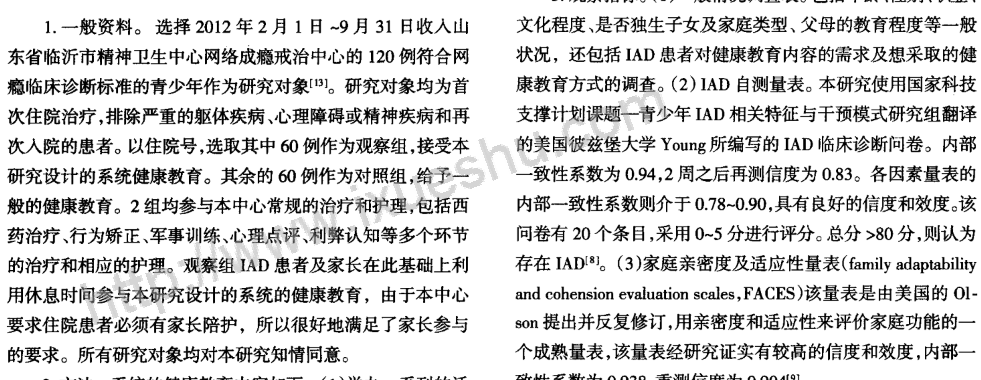 1.一般资料。 选择 2012 年 2 月 1 日 ~9 月 31 日收入山
东省临沂市精神卫生中心网络成瘾戒治中心的 120 例符合网
瘾临床诊断标准的青少年作为研究对象[13]。研究对象均为首
次住院治疗,排除严重的躯体疾病、心理障碍或精神疾病和再
次入院的患者。以住院号,选取其中 60 例作为观察组,接受本
研究设计的系统健康教育。其余的 60 例作为对照组,给予一
般的健康教育。2 组均参与本中心常规的治疗和护理,包括西
药治疗、行为矫正、军事训练、心理点评、利弊认知等多个环节
的治疗和相应的护理。观察组 IAD 患者及家长在此基础上利
用休息时间参与本研究设计的系统的健康教育，由于本中心
要求住院患者必须有家长陪护，所以很好地满足了家长参与
的要求。所有研究对象均对本研究知情同意。
文化程度、是否独生子女及家庭类型、父母的教育程度等一般
状况，还包括 IAD 患者对健康教育内容的需求及想采取的健
康教育方式的调查。(2)IAD 自测量表。本研究使用国家科技
支撑计划课题—青少年 IAD 相关特征与干预模式研究组翻译
的美国彼兹堡大学 Young 所编写的 IAD 临床诊断问卷。内部
一致性系数为 0.94,2 周之后再测信度为 0.83。各因素量表的
内部一致性系数则介于 0.78~0.90,具有良好的信度和效度。该
问卷有 20 个条目,采用 0~5 分进行评分。总分 >80 分,则认为
存在 IAD[8]。(3)家庭亲密度及适应性量表(family adaptability
and cohension evaluation scales,FACES)该量表是由美国的 Ol-
son 提出并反复修订,用亲密度和适应性来评价家庭功能的一
个成熟量表,该量表经研究证实有较高的信度和效度,内部一
http://www.ixueshu.com